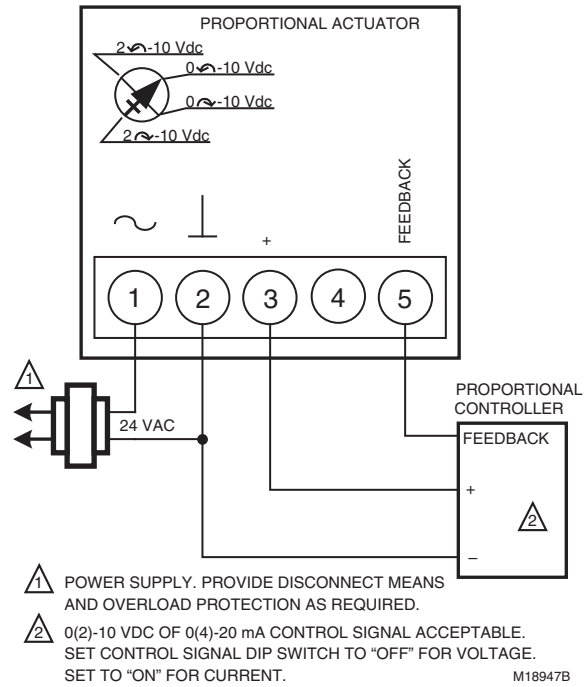 PROPORTIONAL ACTUATOR
2 -10 Vdc
0 -10 Vdc
0 -10 Vdc
2 -10 Vdc
FEEDBACK
+
1 2 3 4 5
1
24 VAC
PROPORTIONAL
CONTROLLER
FEEDBACK
+
2
–
1 POWER SUPPLY. PROVIDE DISCONNECT MEANS
AND OVERLOAD PROTECTION AS REQUIRED.
2 0(2)-10 VDC OF 0(4)-20 mA CONTROL SIGNAL ACCEPTABLE.
SET CONTROL SIGNAL DIP SWITCH TO “OFF” FOR VOLTAGE.
SET TO “ON” FOR CURRENT.
M18947B